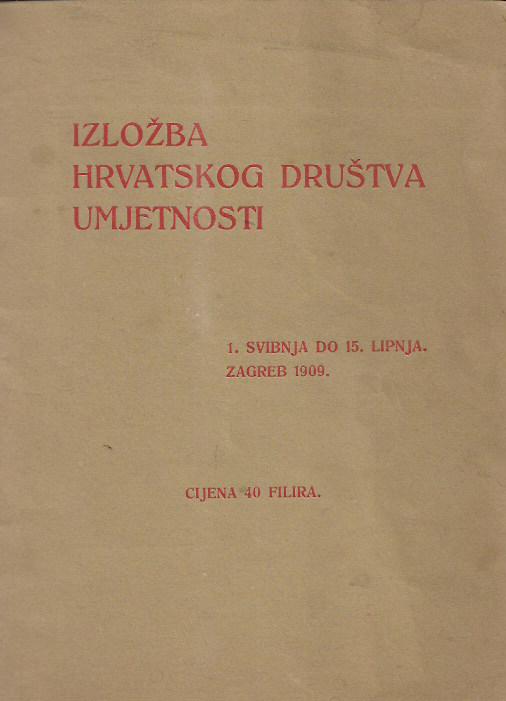 IZLOŽBA
HRVATSKOG DRUŠTVA
UMJETNOSTI
1. SVIBNJA DO 15. LIPNJA.
ZAGREB 1909.
CIJENA 40 FILIRA.